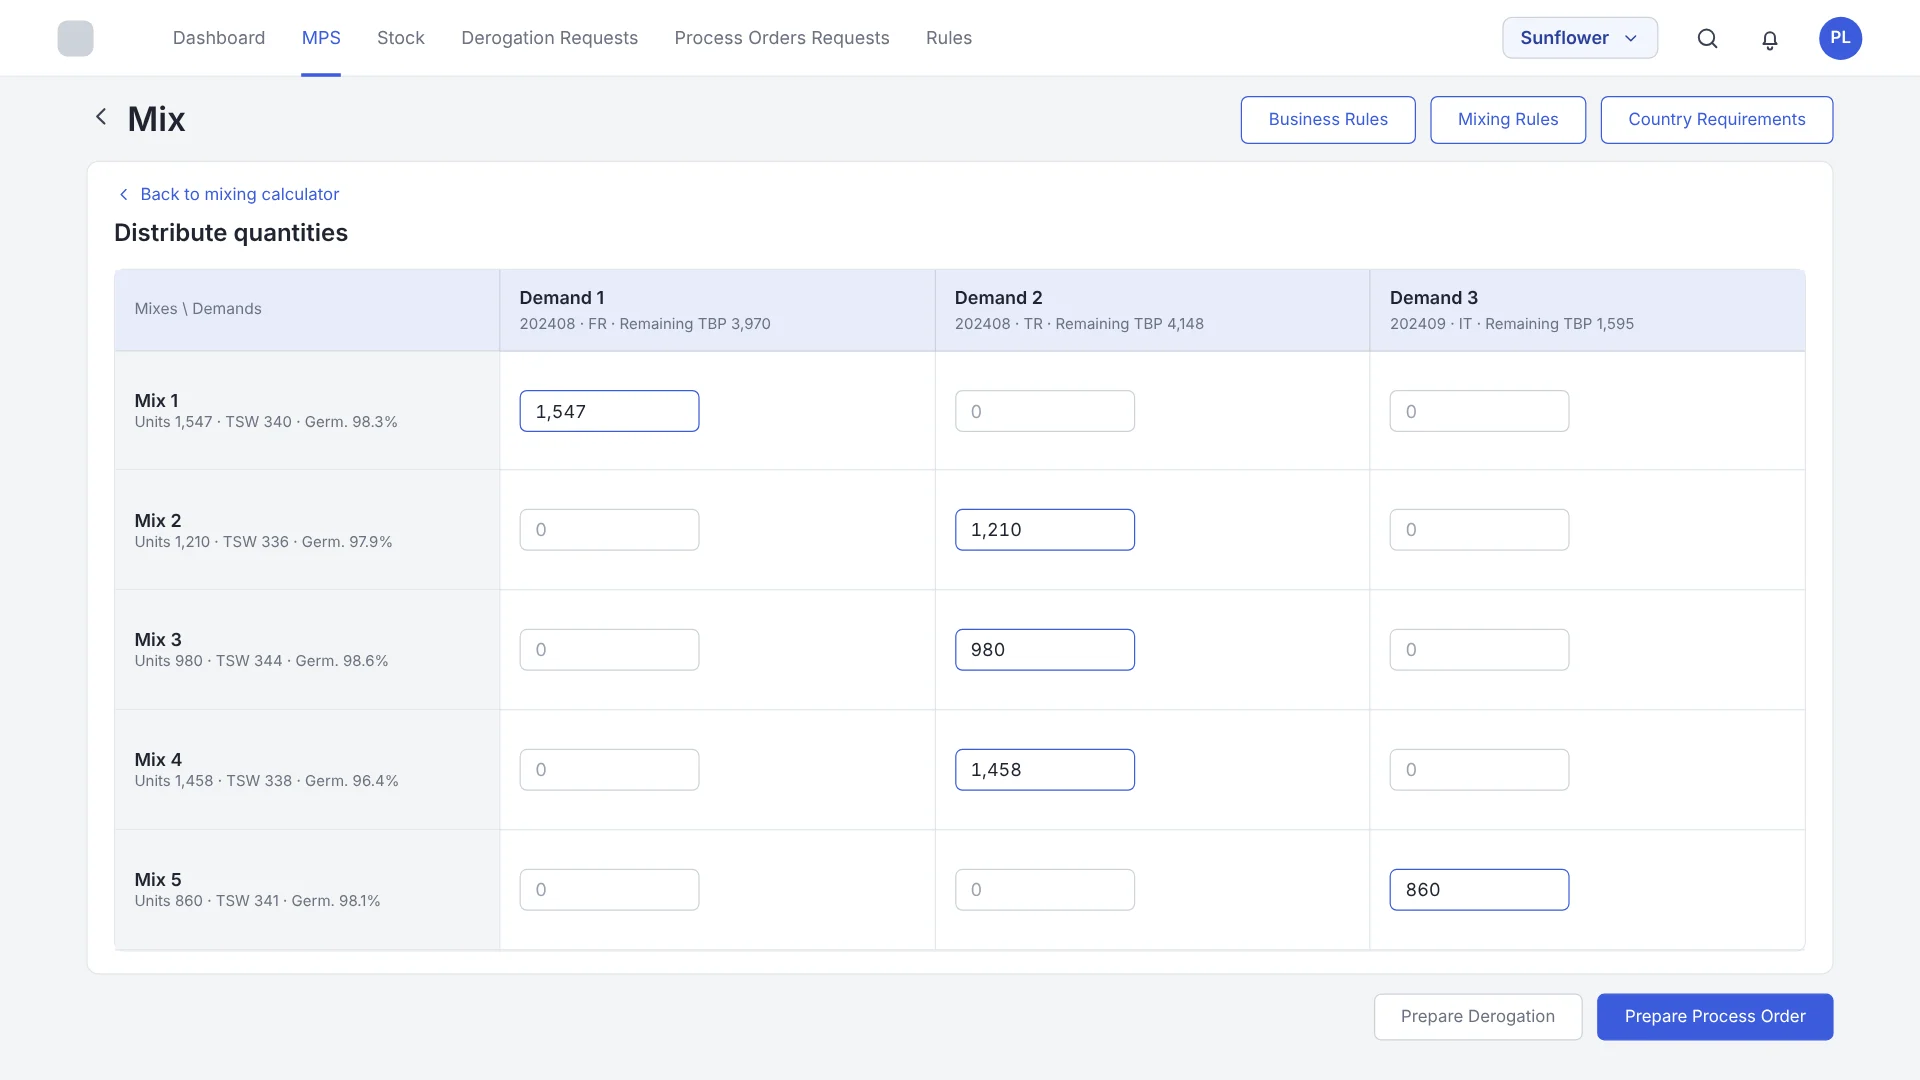 Dashboard MPS Stock Derogation Requests Process Orders Requests Rules Sunflower PL
Mix Business Rules Mixing Rules Country Requirements
Back to mixing calculator
Distribute quantities
Mixes \ Demands
Demand 1
202408 · FR · Remaining TBP 3,970
Demand 2
202408 · TR · Remaining TBP 4,148
Demand 3
202409 · IT · Remaining TBP 1,595
Mix 1
Units 1,547 · TSW 340 · Germ. 98.3%
1,547 0 0
Mix 2
Units 1,210 · TSW 336 · Germ. 97.9%
0 1,210 0
Mix 3
Units 980 · TSW 344 · Germ. 98.6%
0 980 0
Mix 4
Units 1,458 · TSW 338 · Germ. 96.4%
0 1,458 0
Mix 5
Units 860 · TSW 341 · Germ. 98.1%
0 0 860
Prepare Derogation Prepare Process Order